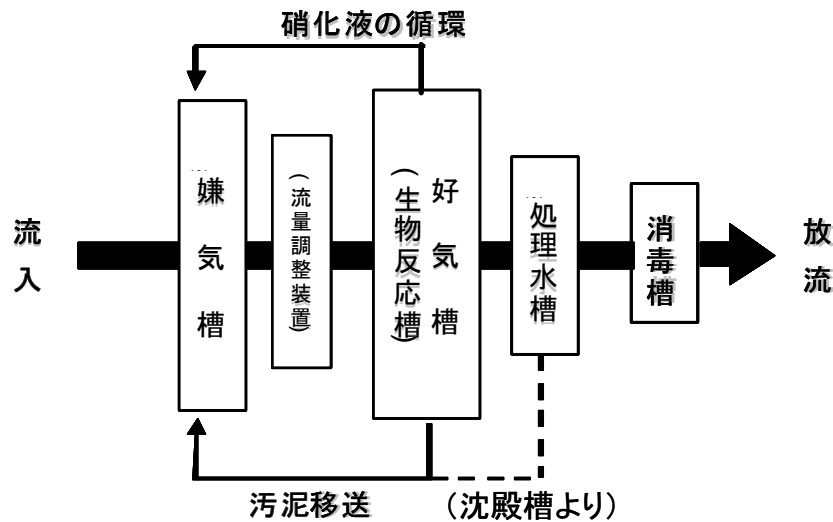 硝化液の循環
流入
嫌気槽
(流量調整装置)
好気槽
(生物反応槽)
処理水槽
消毒槽
放流
汚泥移送
(沈殿槽より)